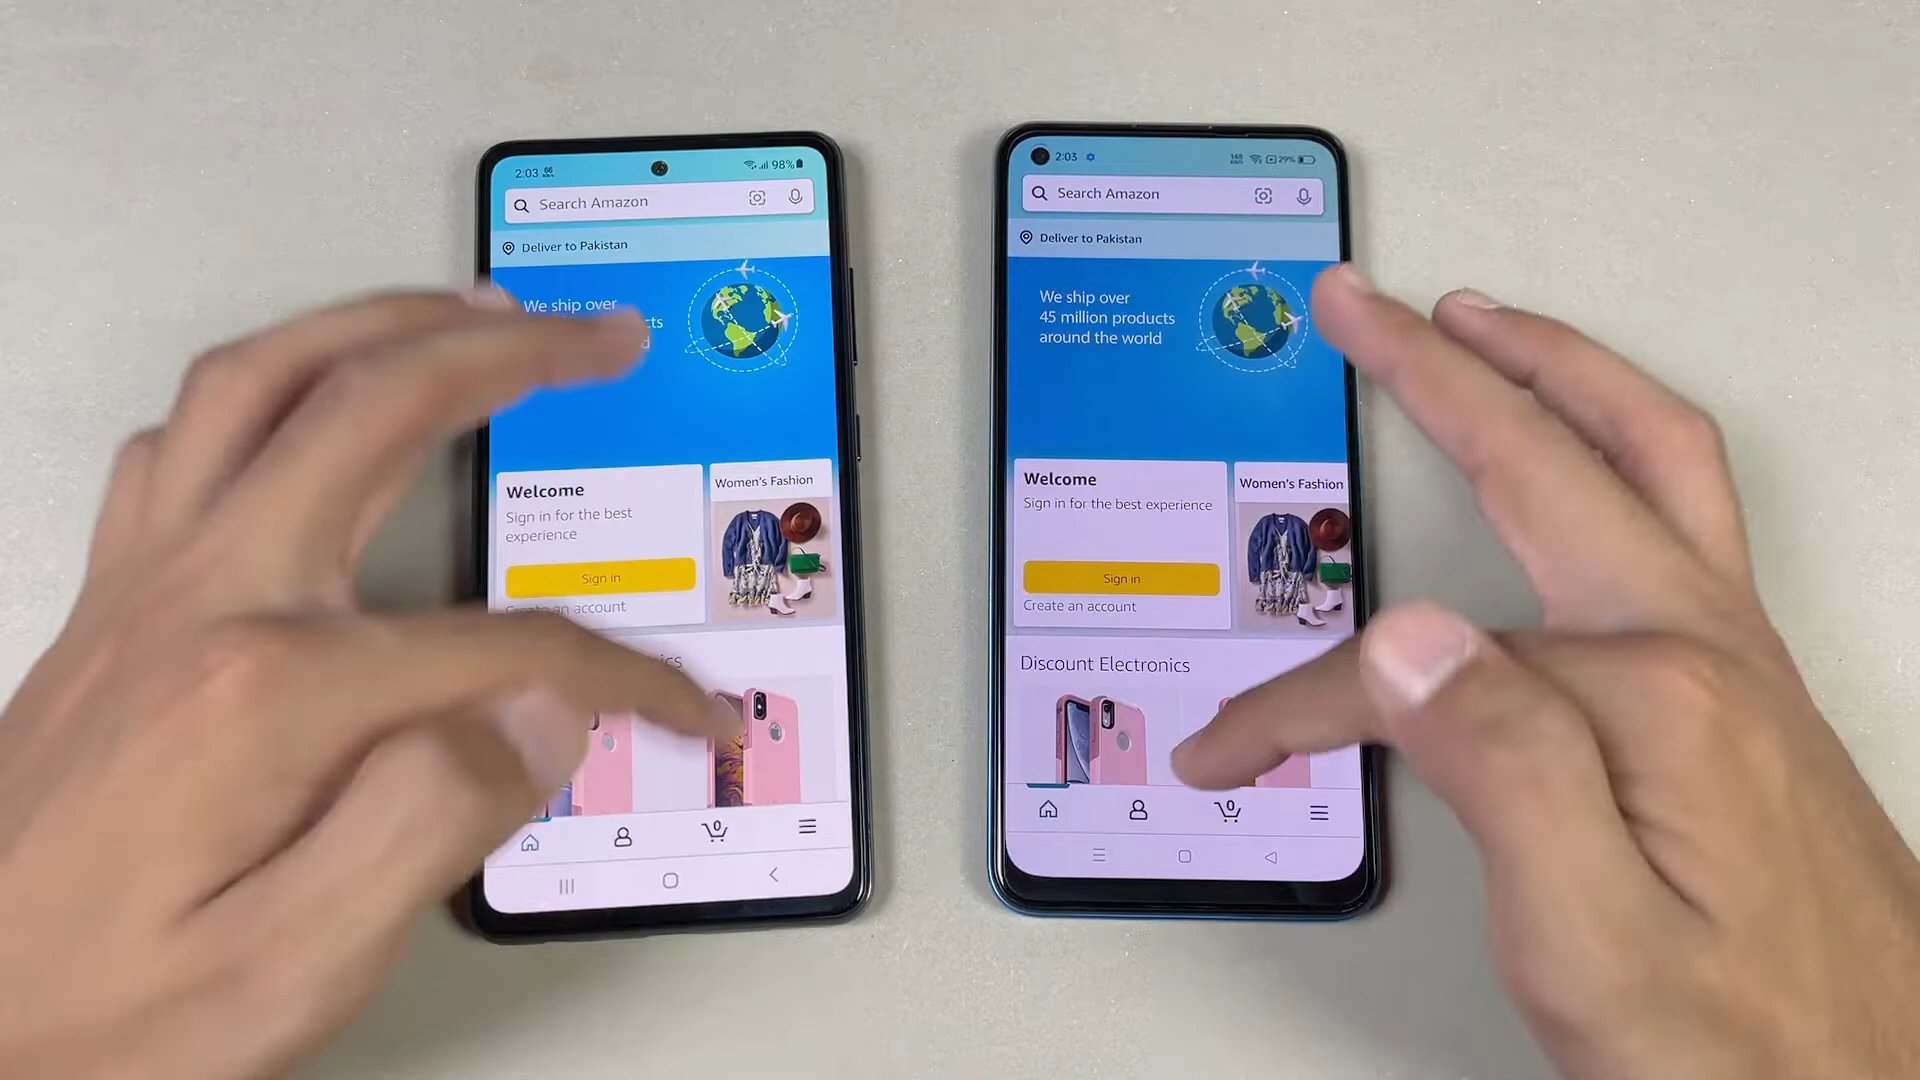 2:03
98%
Search Amazon
Deliver to Pakistan
We ship over
Welcome
Sign in for the best
experience
Sign in
Create an account
Women's Fashion
0
2:03
29%
Search Amazon
Deliver to Pakistan
We ship over
45 million products
around the world
Welcome
Sign in for the best experience
Sign in
Create an account
Women's Fashion
Discount Electronics
0